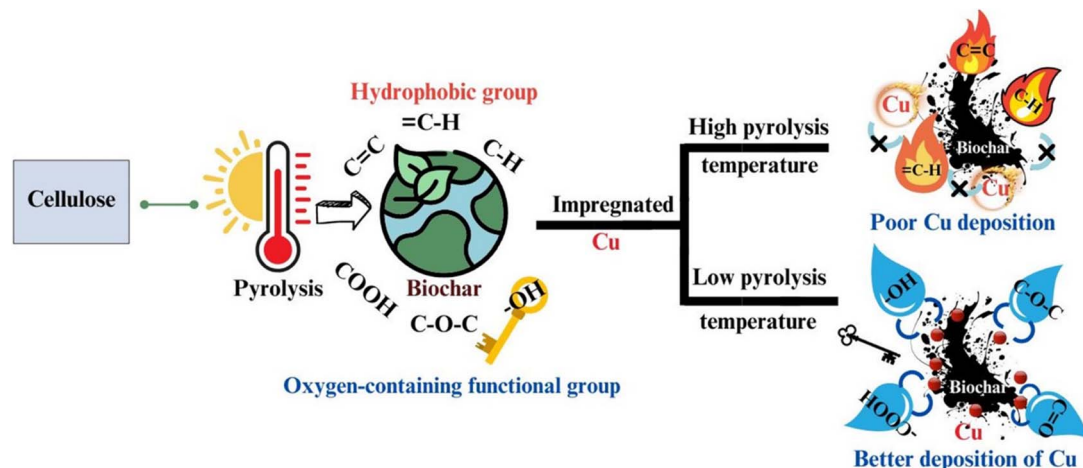 Cellulose
Pyrolysis
Hydrophobic group
=C-H
C=C
C-H
COOH
Biochar
C-O-C
-OH
Oxygen-containing functional group
Impregnated
Cu
High pyrolysis
temperature
Low pyrolysis
temperature
C=C
Cu
C-H
Biochar
=C-H
Cu
Poor Cu deposition
-OH
C-O-C
Biochar
-COOH
C=O
Cu
Better deposition of Cu